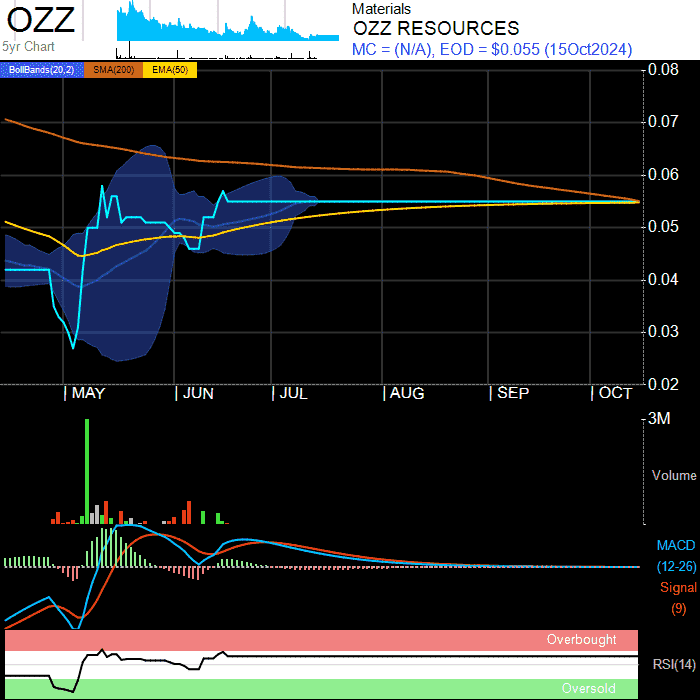 OZZ
5yr Chart
Materials
OZZ RESOURCES
MC = (N/A), EOD = $0.055 (15Oct2024)
BollBands(20,2) SMA(200) EMA(50)
0.08
0.07
0.06
0.05
0.04
0.03
0.02
MAY JUN JUL AUG SEP OCT
3M
Volume
MACD
(12-26)
Signal
(9)
Overbought
RSI(14)
Oversold